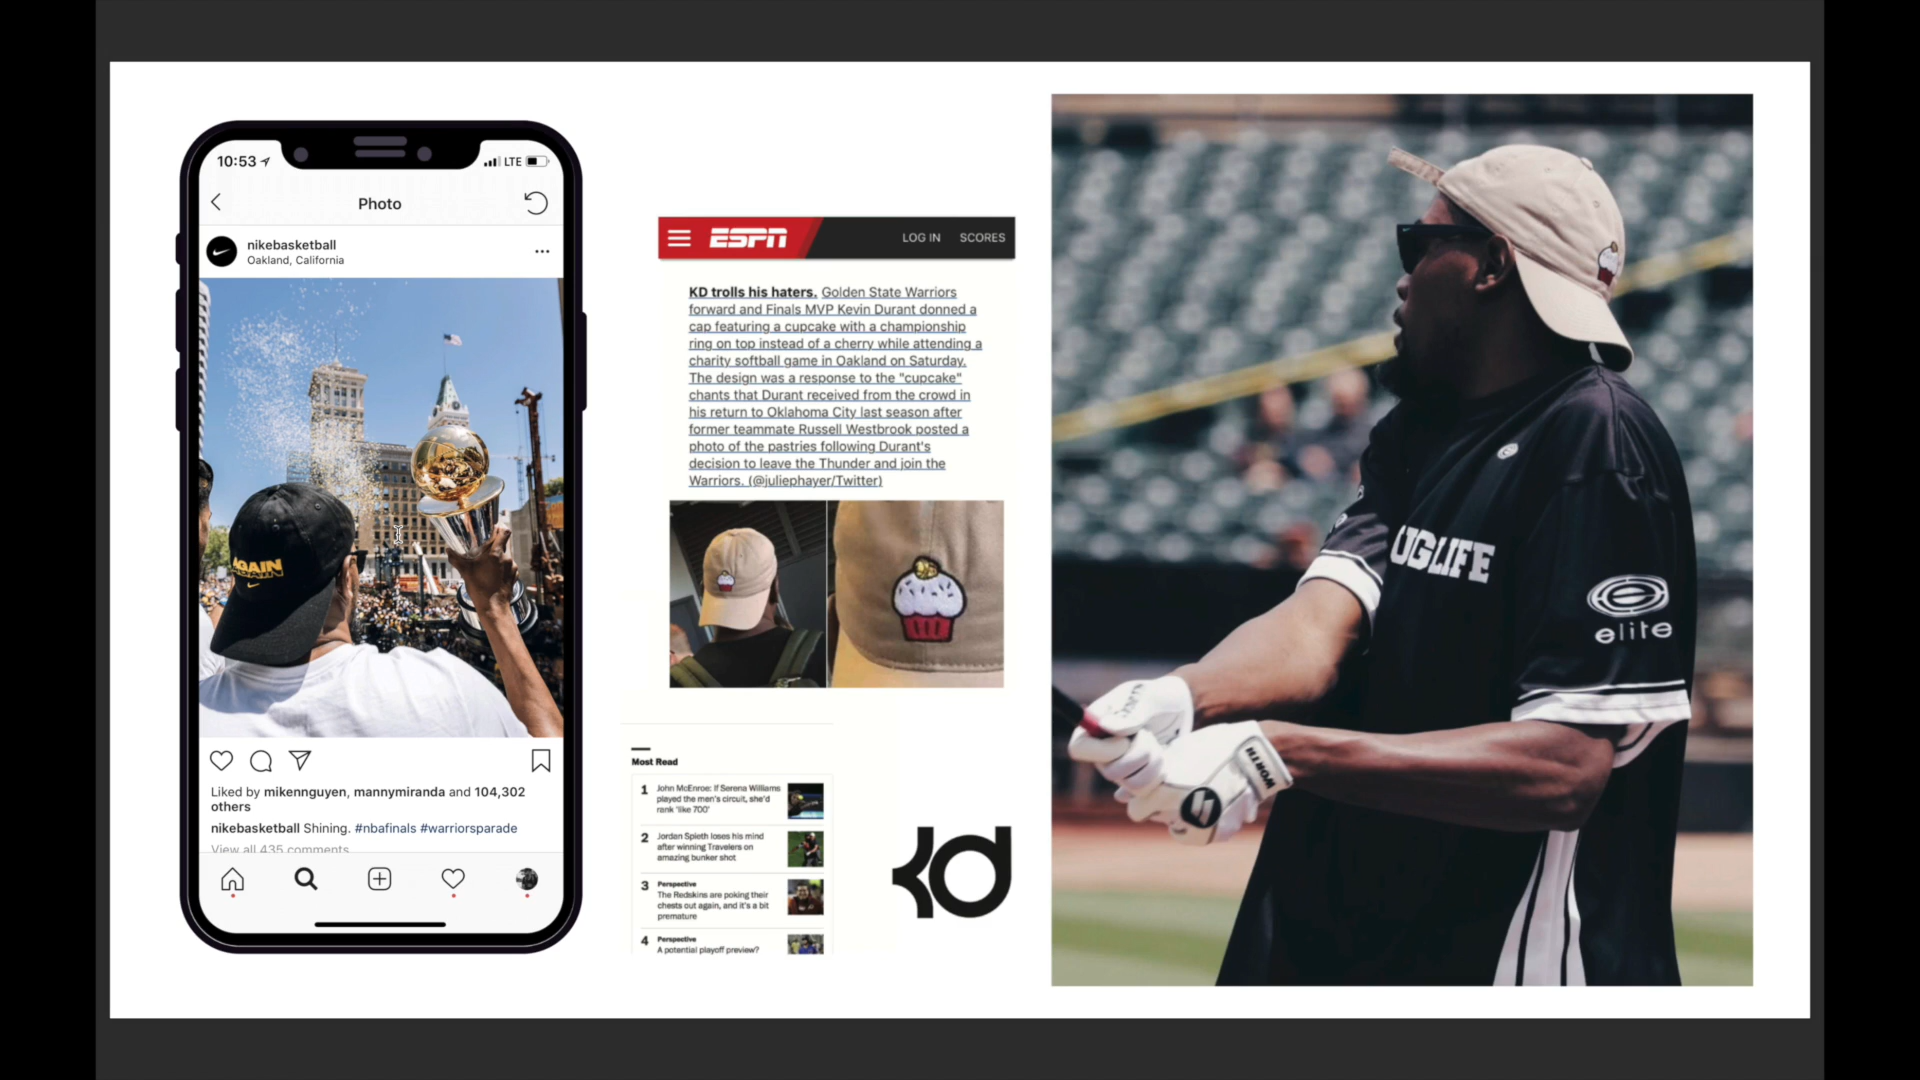 10:53
LTE
Photo
nikebasketball
Oakland, California
AGAIN
Liked by mikennguyen, mannymiranda and 104,302
others
nikebasketball Shining. #nbafinals #warriorsparade
View all 435 comments
ESPN
LOG IN
SCORES
KD trolls his haters. Golden State Warriors
forward and Finals MVP Kevin Durant donned a
cap featuring a cupcake with a championship
ring on top instead of a cherry while attending a
charity softball game in Oakland on Saturday.
The design was a response to the "cupcake"
chants that Durant received from the crowd in
his return to Oklahoma City last season after
former teammate Russell Westbrook posted a
photo of the pastries following Durant's
decision to leave the Thunder and join the
Warriors. (@juliephayer/Twitter)
Most Read
1 John McEnroe: If Serena Williams
played the men's circuit, she'd
rank 'like 700'
2 Jordan Spieth loses his mind
after winning Travelers on
amazing bunker shot
3 Perspective
The Redskins are poking their
chests out again, and it's a bit
premature
4 Perspective
A potential playoff preview?
KD
UGLIFE
elite
WORTH